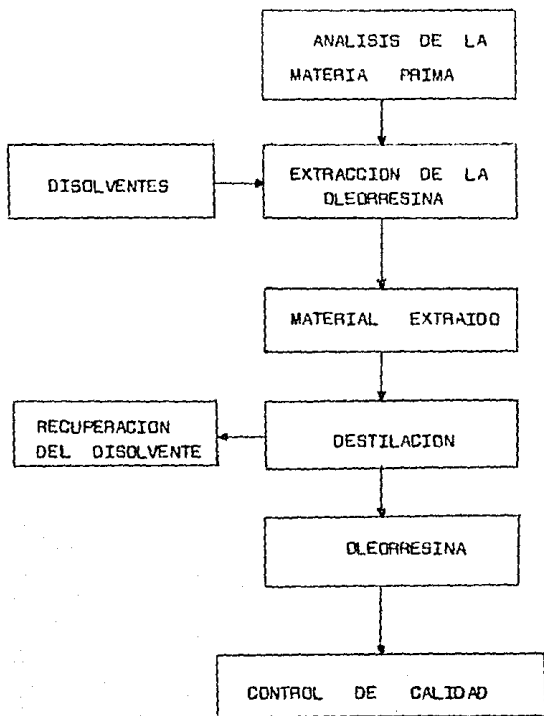 ANALISIS DE LA
MATERIA PRIMA
DISOLVENTES
EXTRACCION DE LA
OLEORRESINA
MATERIAL EXTRAIDO
RECUPERACION
DEL DISOLVENTE
DESTILACION
OLEORRESINA
CONTROL DE CALIDAD